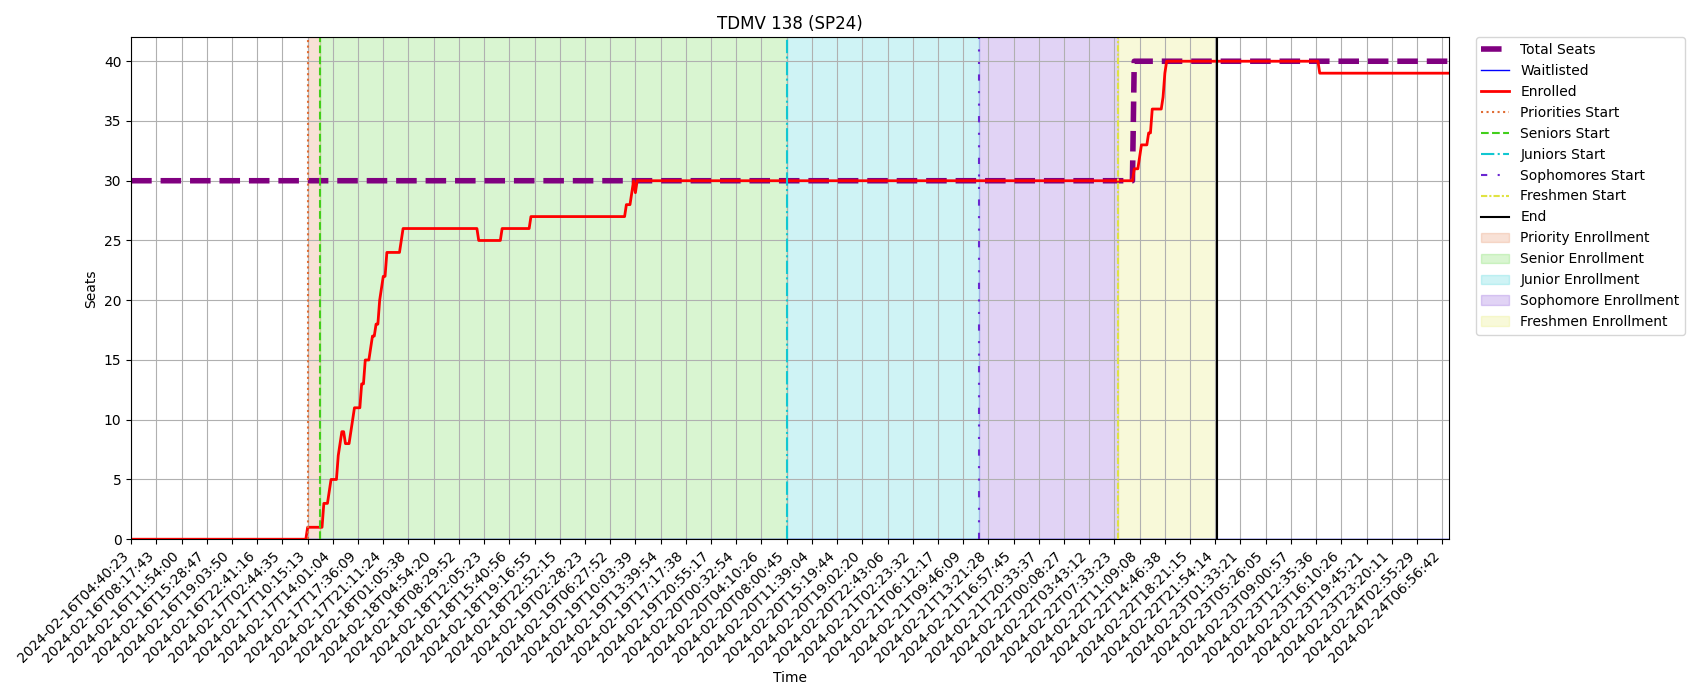 TDMV 138 (SP24)
Seats
40
35
30
25
20
15
10
5
0
2024-02-16T04:40:23
2024-02-16T08:17:43
2024-02-16T11:54:00
2024-02-16T15:28:47
2024-02-16T19:03:50
2024-02-16T22:41:16
2024-02-17T02:44:35
2024-02-17T10:15:13
2024-02-17T14:01:04
2024-02-17T17:36:09
2024-02-17T21:11:24
2024-02-18T01:05:38
2024-02-18T04:54:20
2024-02-18T08:29:52
2024-02-18T12:05:23
2024-02-18T15:40:56
2024-02-18T19:16:55
2024-02-18T22:52:15
2024-02-19T02:28:23
2024-02-19T06:27:52
2024-02-19T10:03:39
2024-02-19T13:39:54
2024-02-19T17:17:38
2024-02-19T20:55:17
2024-02-20T00:32:54
2024-02-20T04:10:26
2024-02-20T08:00:45
2024-02-20T11:39:04
2024-02-20T15:19:44
2024-02-20T19:02:20
2024-02-20T22:43:06
2024-02-21T02:23:32
2024-02-21T06:12:17
2024-02-21T09:46:09
2024-02-21T13:21:28
2024-02-21T16:57:45
2024-02-21T20:33:37
2024-02-22T00:08:27
2024-02-22T03:43:12
2024-02-22T07:33:23
2024-02-22T11:09:08
2024-02-22T14:46:38
2024-02-22T18:21:15
2024-02-22T21:54:14
2024-02-23T01:33:21
2024-02-23T05:26:05
2024-02-23T09:00:57
2024-02-23T12:35:36
2024-02-23T16:10:26
2024-02-23T19:45:21
2024-02-23T23:20:11
2024-02-24T02:55:29
2024-02-24T06:56:42
Time
Total Seats
Waitlisted
Enrolled
Priorities Start
Seniors Start
Juniors Start
Sophomores Start
Freshmen Start
End
Priority Enrollment
Senior Enrollment
Junior Enrollment
Sophomore Enrollment
Freshmen Enrollment